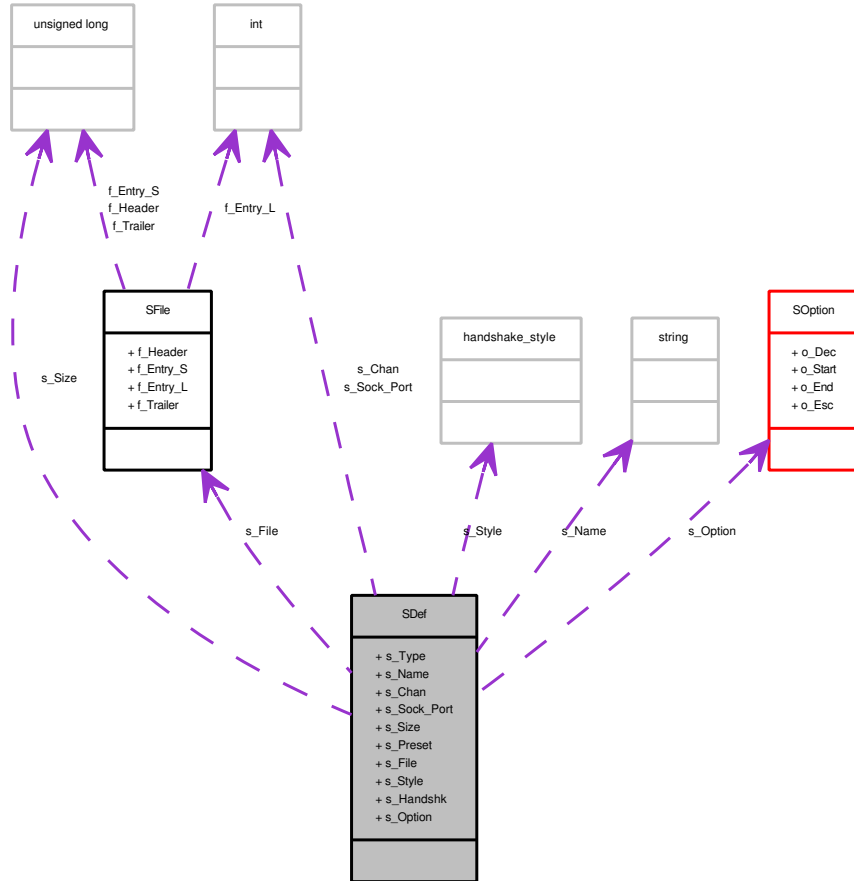 unsigned long
int
f_Entry_S
f_Header
f_Trailer
f_Entry_L
SFile
+ f_Header
+ f_Entry_S
+ f_Entry_L
+ f_Trailer
handshake_style
string
SOption
+ o_Dec
+ o_Start
+ o_End
+ o_Esc
s_Size
s_Chan
s_Sock_Port
s_File
s_Style
s_Name
s_Option
SDef
+ s_Type
+ s_Name
+ s_Chan
+ s_Sock_Port
+ s_Size
+ s_Preset
+ s_File
+ s_Style
+ s_Handshk
+ s_Option